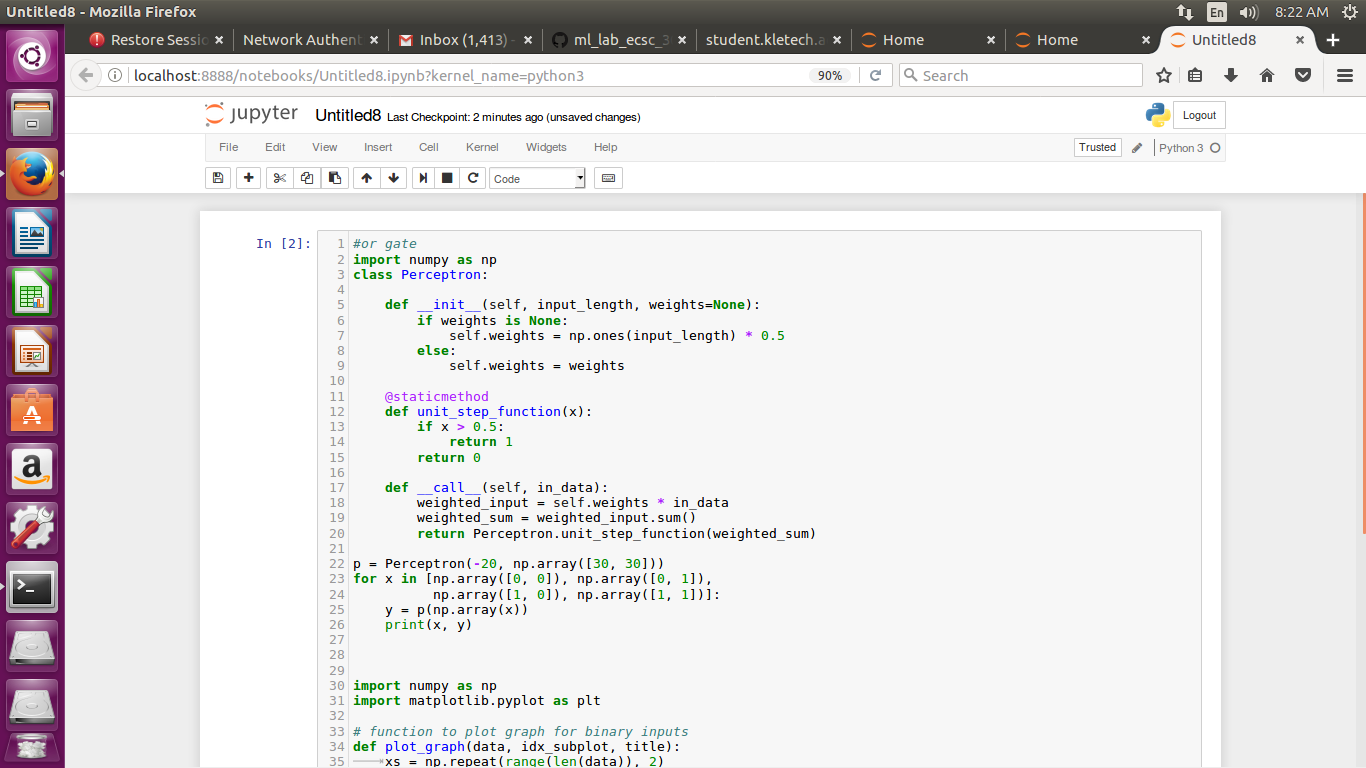 Untitled8 - Mozilla Firefox
En
8:22 AM
Restore Sessio
Network Authent
Inbox (1,413) -
ml_lab_ecsc_3
student.kletech.a
Home
Home
Untitled8
localhost:8888/notebooks/Untitled8.ipynb?kernel_name=python3
90%
Search
jupyter
Untitled8 Last Checkpoint: 2 minutes ago (unsaved changes)
Logout
File Edit View Insert Cell Kernel Widgets Help
Trusted
Python 3
Code
In [2]:
1 #or gate
2 import numpy as np
3 class Perceptron:
4
5     def __init__(self, input_length, weights=None):
6         if weights is None:
7             self.weights = np.ones(input_length) * 0.5
8         else:
9             self.weights = weights
10
11     @staticmethod
12     def unit_step_function(x):
13         if x > 0.5:
14             return 1
15         return 0
16
17     def __call__(self, in_data):
18         weighted_input = self.weights * in_data
19         weighted_sum = weighted_input.sum()
20         return Perceptron.unit_step_function(weighted_sum)
21
22 p = Perceptron(-20, np.array([30, 30]))
23 for x in [np.array([0, 0]), np.array([0, 1]),
24           np.array([1, 0]), np.array([1, 1])]:
25     y = p(np.array(x))
26     print(x, y)
27
28
29
30 import numpy as np
31 import matplotlib.pyplot as plt
32
33 # function to plot graph for binary inputs
34 def plot_graph(data, idx_subplot, title):
35     xs = np.repeat(range(len(data)), 2)